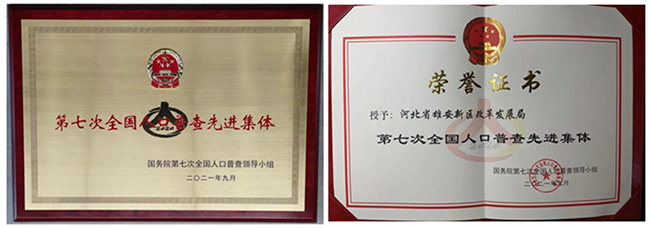 第七次全国人口普查先进集体
国务院第七次全国人口普查领导小组
二〇二一年九月
荣誉证书
授予：河北省雄安新区改革发展局
第七次全国人口普查先进集体
国务院第七次全国人口普查领导小组
二〇二一年九月